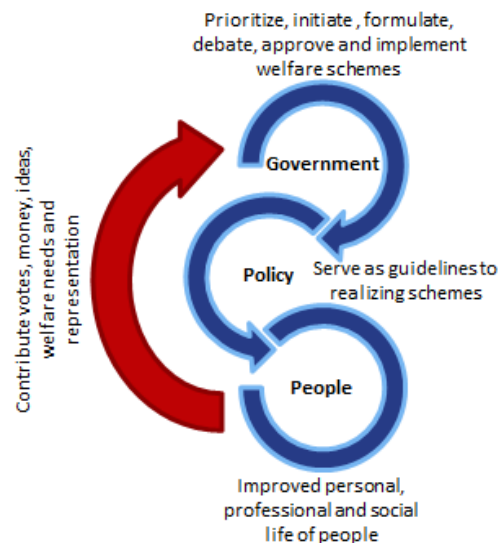 Prioritize, initiate , formulate,
debate, approve and implement
welfare schemes
Government
Contribute votes, money, ideas,
welfare needs and
representation
Policy
Serve as guidelines to
realizing schemes
People
Improved personal,
professional and social
life of people